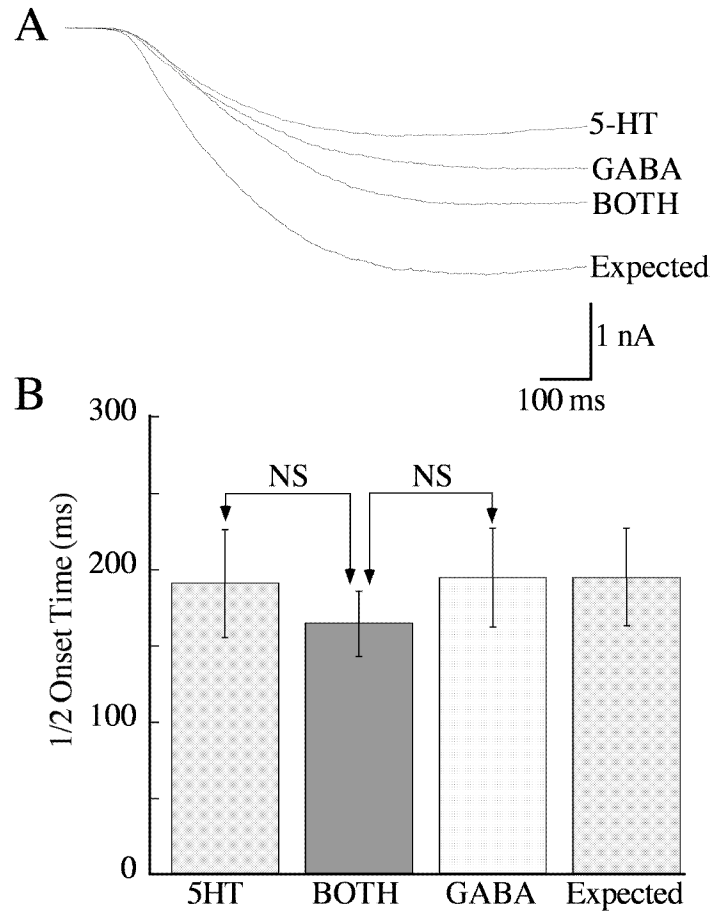 A
5-HT
GABA
BOTH
Expected
1 nA
100 ms
B
300
200
100
0
1/2 Onset Time (ms)
NS
NS
5HT
BOTH
GABA
Expected